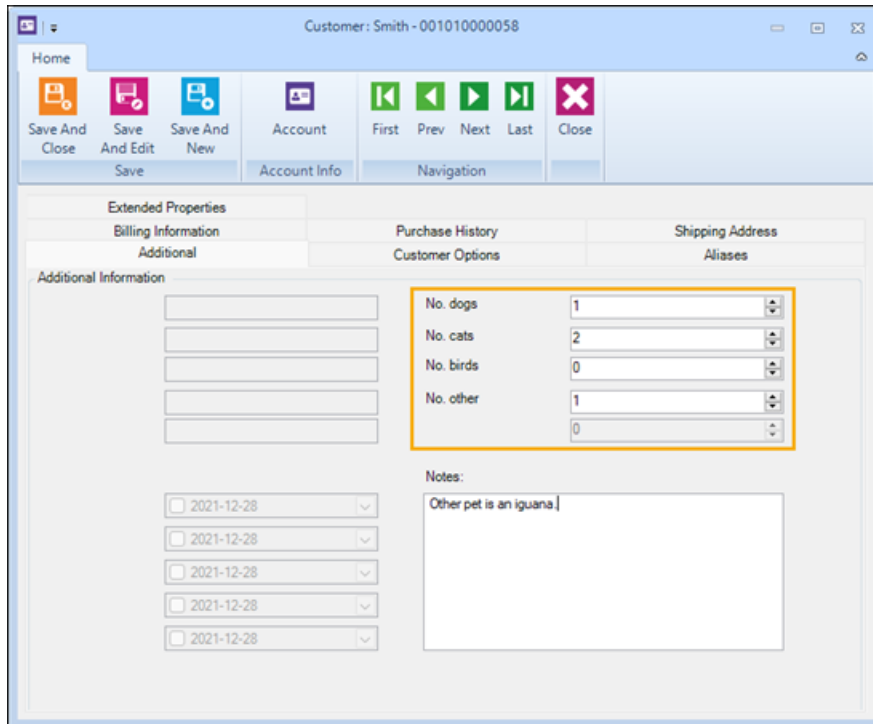 Customer: Smith - 001010000058
Home
Save And Close
Save And Edit
Save And New
Account
First
Prev
Next
Last
Close
Save
Account Info
Navigation
Extended Properties
Billing Information
Purchase History
Shipping Address
Additional
Customer Options
Aliases
Additional Information
No. dogs 1
No. cats 2
No. birds 0
No. other 1
0
Notes:
Other pet is an iguana.
2021-12-28
2021-12-28
2021-12-28
2021-12-28
2021-12-28